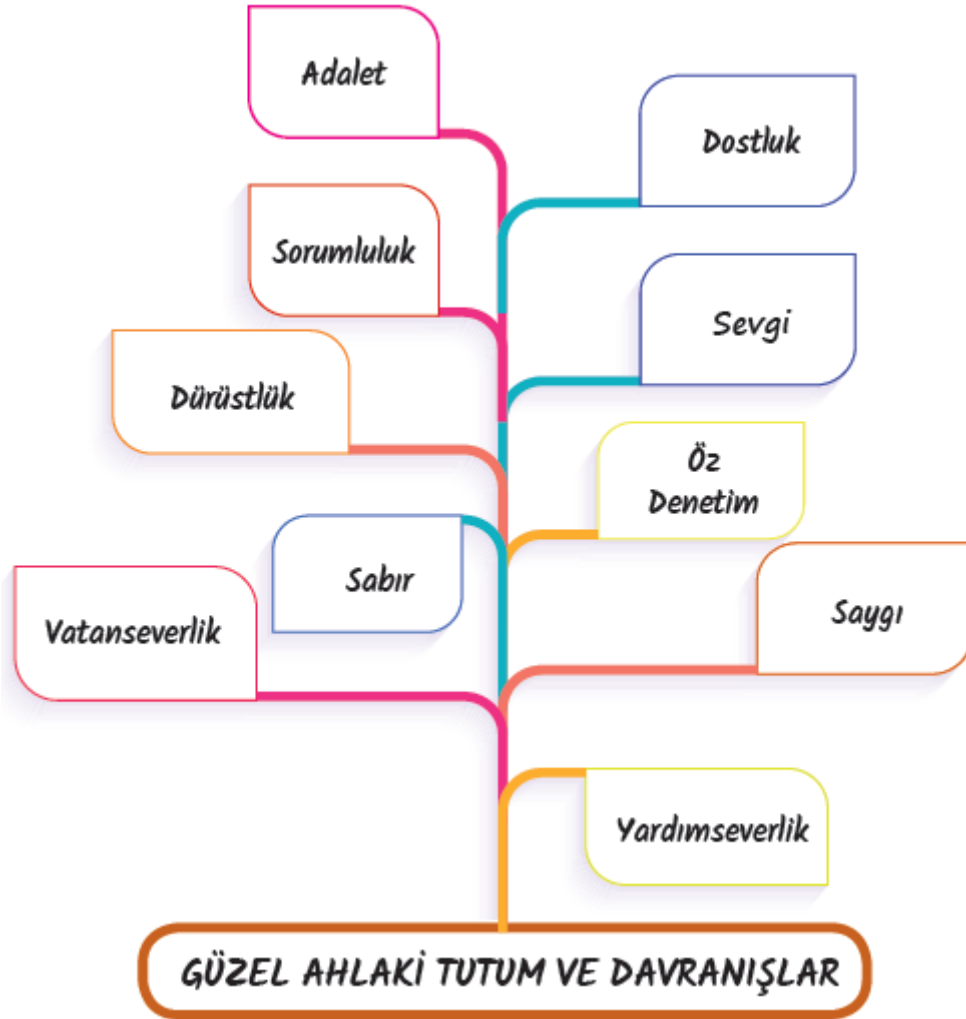 Adalet
Dostluk
Sorumluluk
Sevgi
Dürüstlük
Öz
Denetim
Sabır
Saygı
Vatanseverlik
Yardımseverlik
GÜZEL AHLAKİ TUTUM VE DAVRANIŞLAR